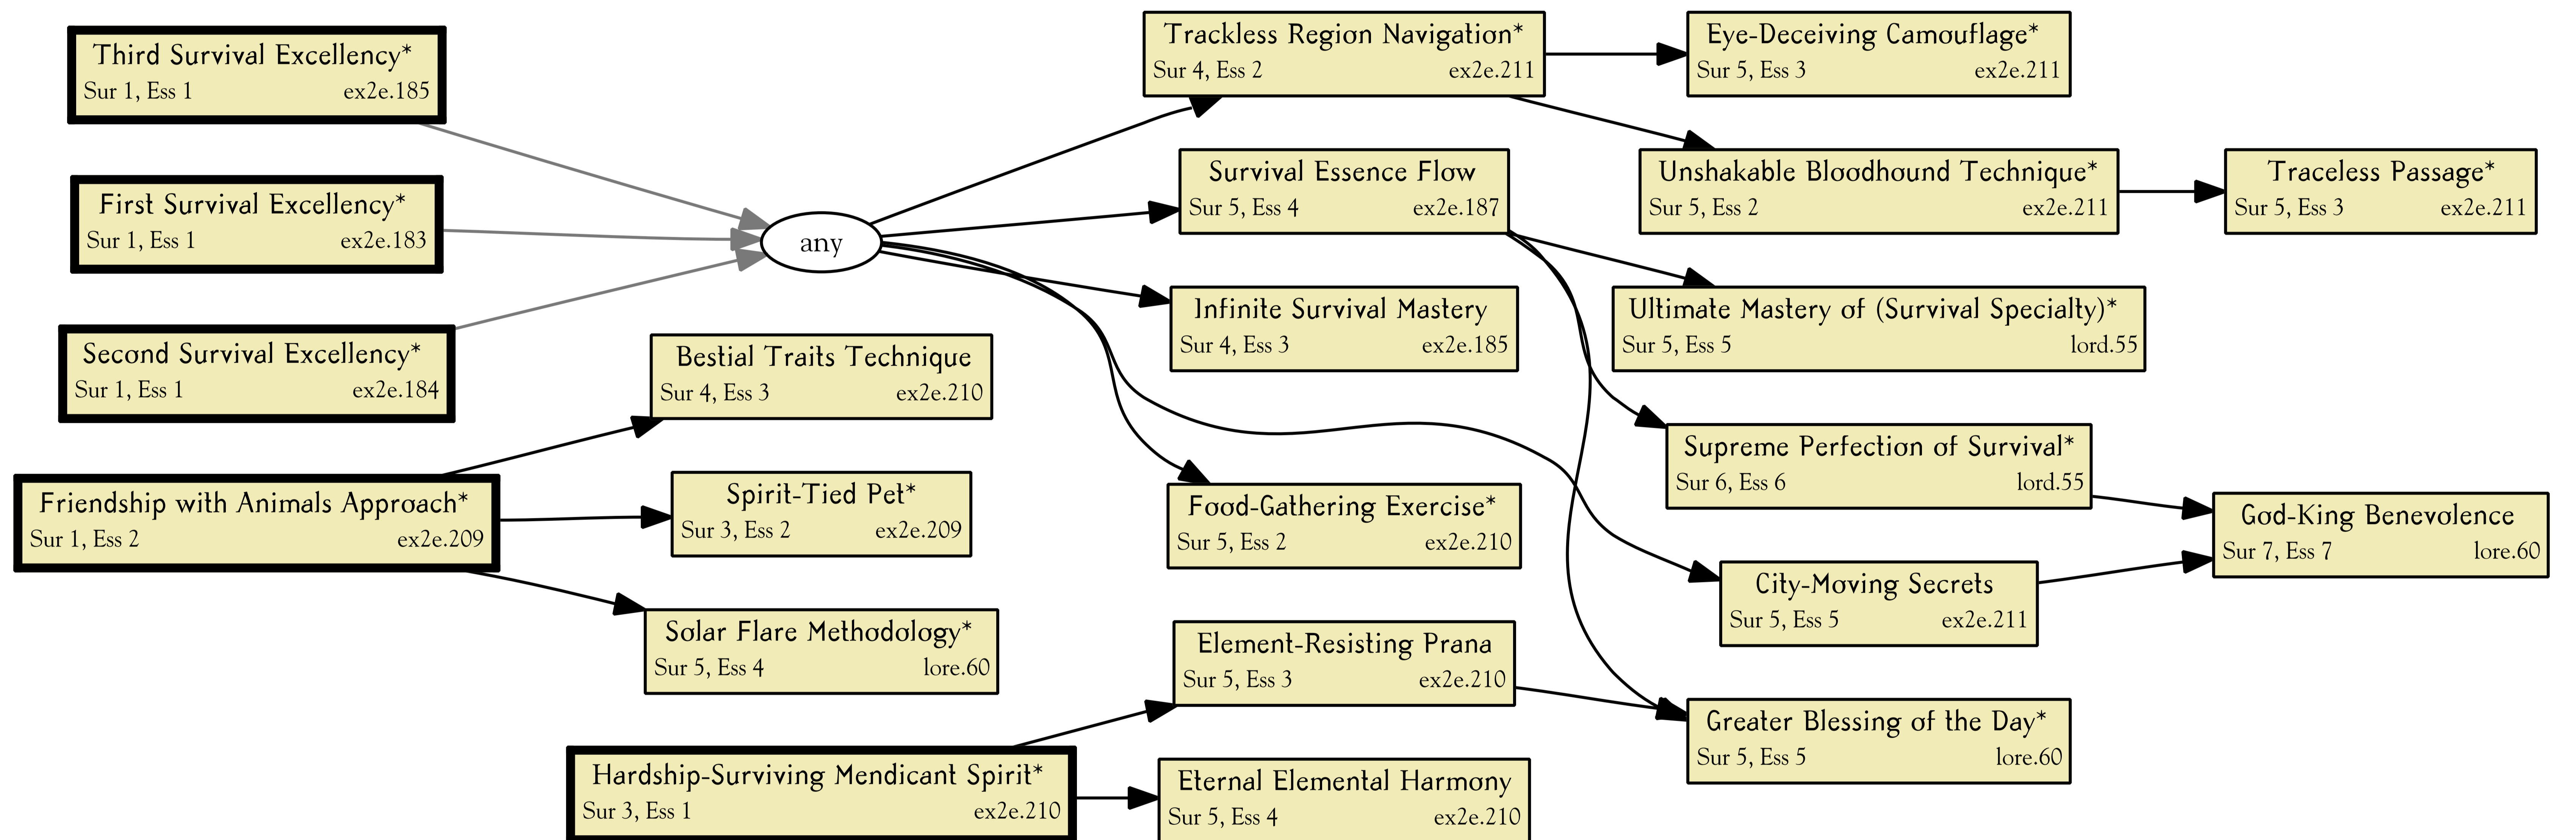 Third Survival Excellency*
Sur 1, Ess 1 ex2e.185
First Survival Excellency*
Sur 1, Ess 1 ex2e.183
Second Survival Excellency*
Sur 1, Ess 1 ex2e.184
Friendship with Animals Approach*
Sur 1, Ess 2 ex2e.209
any
Bestial Traits Technique
Sur 4, Ess 3 ex2e.210
Spirit-Tied Pet*
Sur 3, Ess 2 ex2e.209
Solar Flare Methodology*
Sur 5, Ess 4 lore.60
Hardship-Surviving Mendicant Spirit*
Sur 3, Ess 1 ex2e.210
Trackless Region Navigation*
Sur 4, Ess 2 ex2e.211
Survival Essence Flow
Sur 5, Ess 4 ex2e.187
Infinite Survival Mastery
Sur 4, Ess 3 ex2e.185
Food-Gathering Exercise*
Sur 5, Ess 2 ex2e.210
Element-Resisting Prana
Sur 5, Ess 3 ex2e.210
Eternal Elemental Harmony
Sur 5, Ess 4 ex2e.210
Eye-Deceiving Camouflage*
Sur 5, Ess 3 ex2e.211
Unshakable Bloodhound Technique*
Sur 5, Ess 2 ex2e.211
Ultimate Mastery of (Survival Specialty)*
Sur 5, Ess 5 lord.55
Supreme Perfection of Survival*
Sur 6, Ess 6 lord.55
City-Moving Secrets
Sur 5, Ess 5 ex2e.211
Greater Blessing of the Day*
Sur 5, Ess 5 lore.60
Traceless Passage*
Sur 5, Ess 3 ex2e.211
God-King Benevolence
Sur 7, Ess 7 lore.60